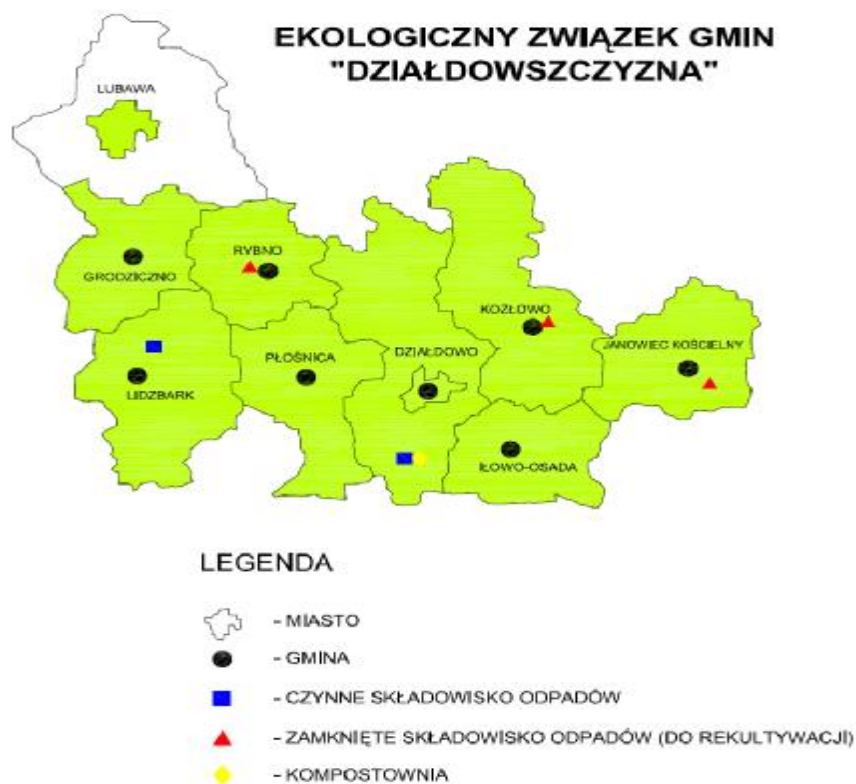 EKOLOGICZNY ZWIĄZEK GMIN
"DZIAŁDOWSZCZYZNA"
LUBAWA
RYBNO
GRODZICZNO
KOZŁOWO
JANOWIEC KOŚCIELNY
PŁOŚNICA
DZIAŁDOWO
LIDZBARK
IŁOWO-OSADA
LEGENDA
- MIASTO
- GMINA
- CZYNNE SKŁADOWISKO ODPADÓW
- ZAMKNIĘTE SKŁADOWISKO ODPADÓW (DO REKULTYWACJI)
- KOMPOSTOWNIA